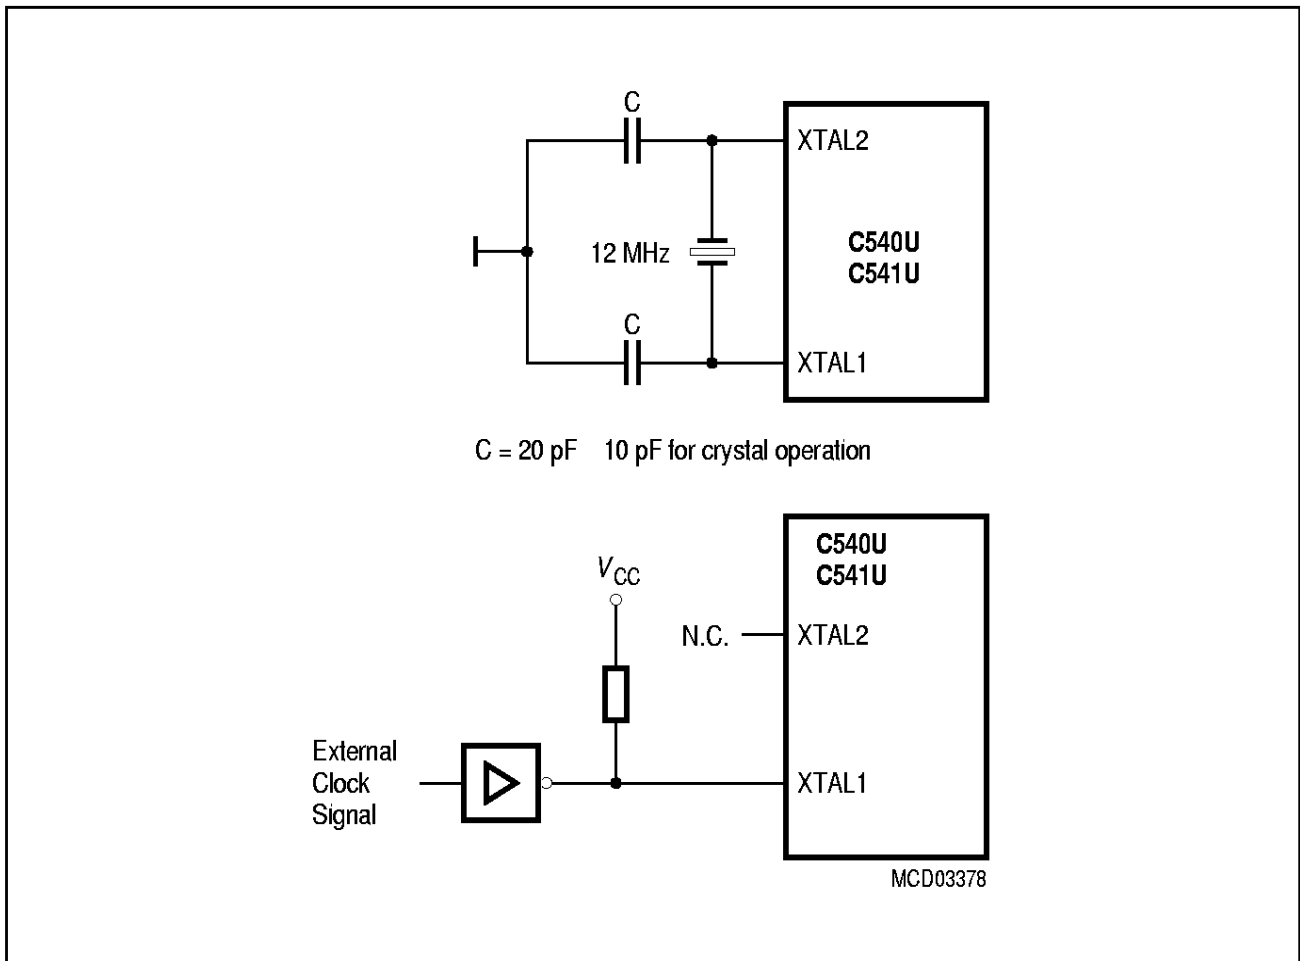 C
XTAL2
12 MHz
C540U
C541U
C
XTAL1
C = 20 pF 10 pF for crystal operation
C540U
C541U
VCC
N.C.
XTAL2
External
Clock
Signal
XTAL1
MCD03378